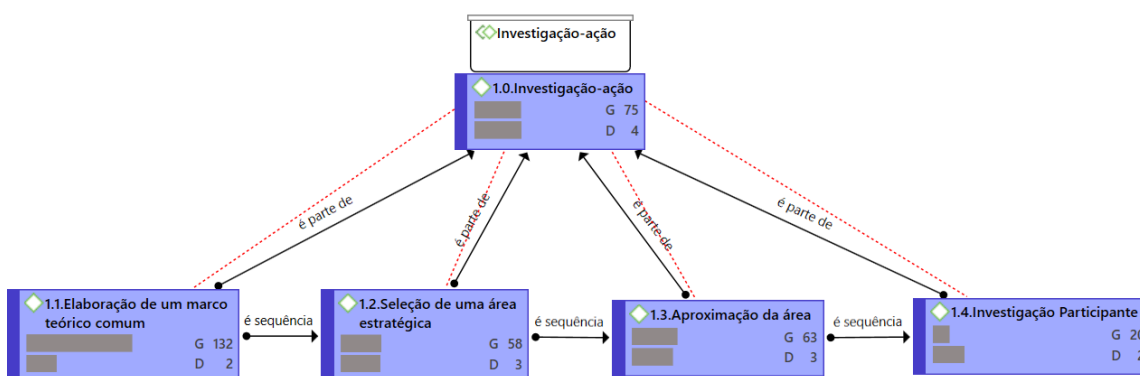 Investigação-ação
1.0.Investigação-ação
G 75
D 4
é parte de
é parte de
é parte de
é parte de
1.1.Elaboração de um marco
teórico comum
G 132
D 2
é sequência
1.2.Seleção de uma área
estratégica
G 58
D 3
é sequência
1.3.Aproximação da área
G 63
D 3
é sequência
1.4.Investigação Participante
G 20
D 2